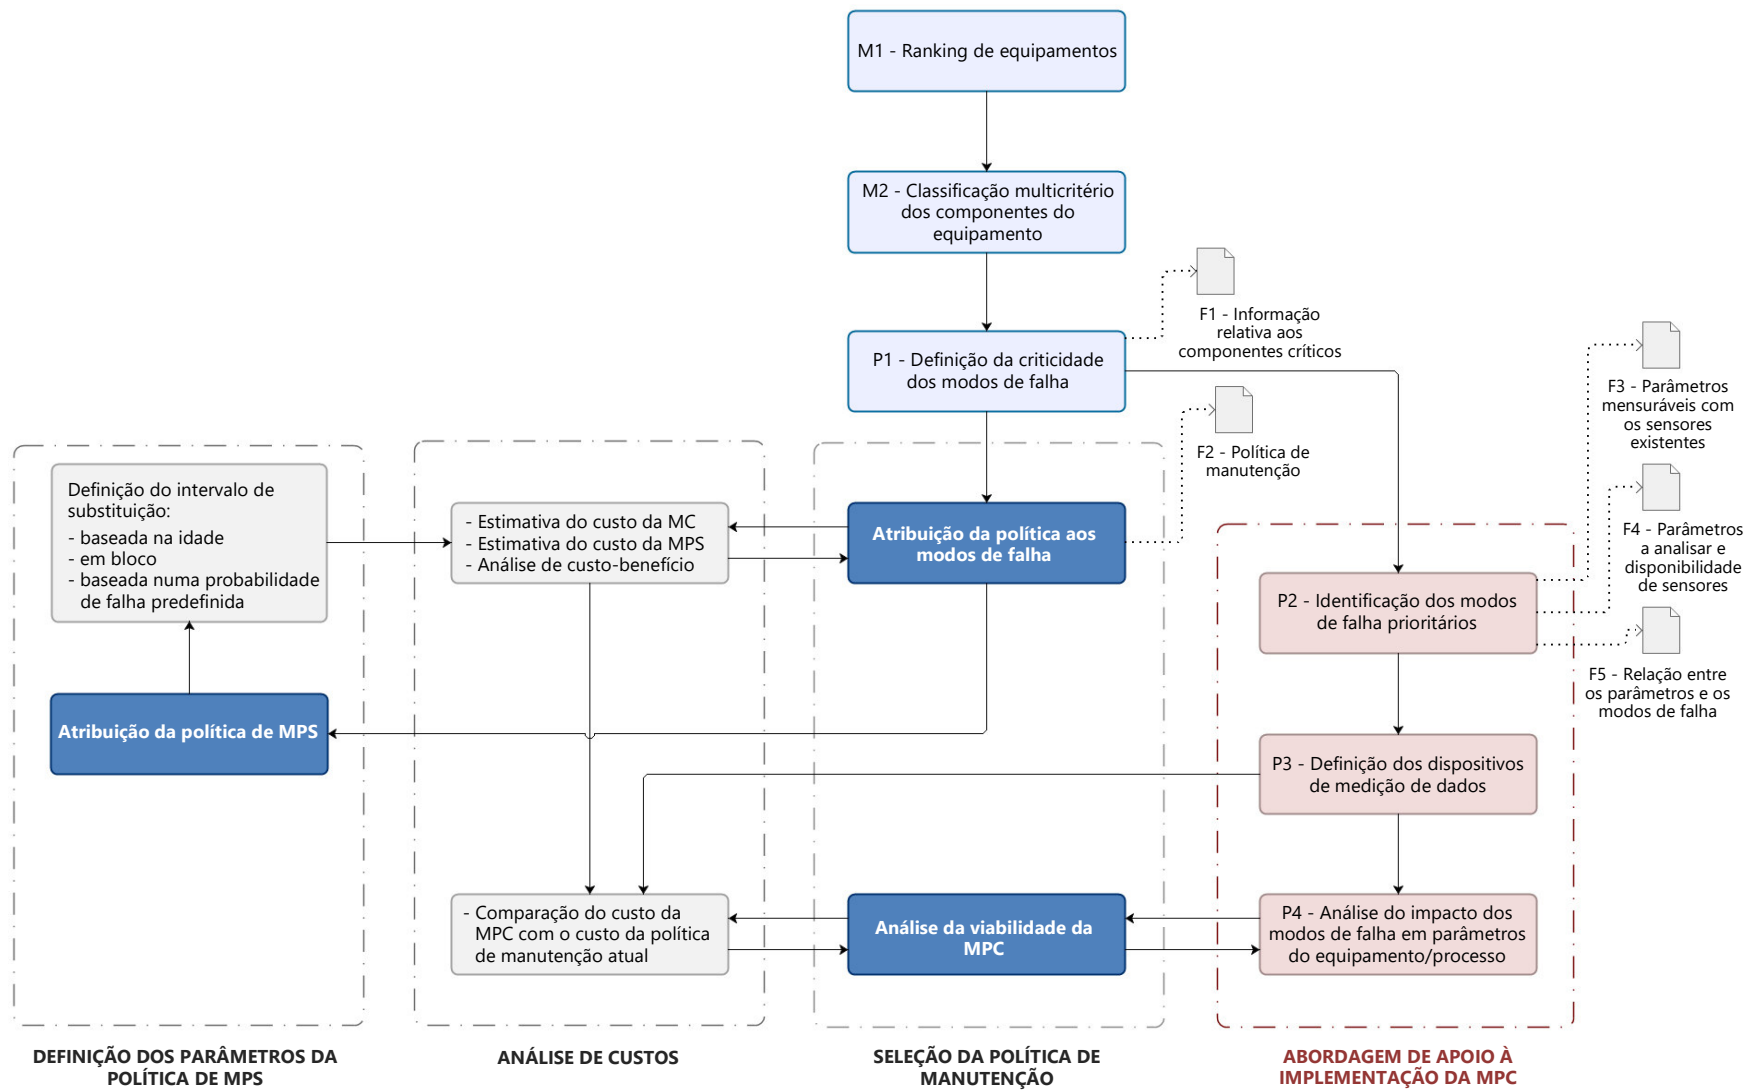 M1 - Ranking de equipamentos
M2 - Classificação multicritério
dos componentes do
equipamento
F1 - Informação
relativa aos
componentes críticos
P1 - Definição da criticidade
dos modos de falha
F3 - Parâmetros
mensuráveis com
os sensores
existentes
F2 - Política de
manutenção
Definição do intervalo de
substituição:
- baseada na idade
- em bloco
- baseada numa probabilidade
de falha predefinida
- Estimativa do custo da MC
- Estimativa do custo da MPS
- Análise de custo-benefício
Atribuição da política aos
modos de falha
F4 - Parâmetros
a analisar e
disponibilidade
de sensores
P2 - Identificação dos modos
de falha prioritários
F5 - Relação entre
os parâmetros e os
modos de falha
Atribuição da política de MPS
P3 - Definição dos dispositivos
de medição de dados
- Comparação do custo da
MPC com o custo da política
de manutenção atual
Análise da viabilidade da
MPC
P4 - Análise do impacto dos
modos de falha em parâmetros
do equipamento/processo
DEFINIÇÃO DOS PARÂMETROS DA
POLÍTICA DE MPS
ANÁLISE DE CUSTOS
SELEÇÃO DA POLÍTICA DE
MANUTENÇÃO
ABORDAGEM DE APOIO À
IMPLEMENTAÇÃO DA MPC